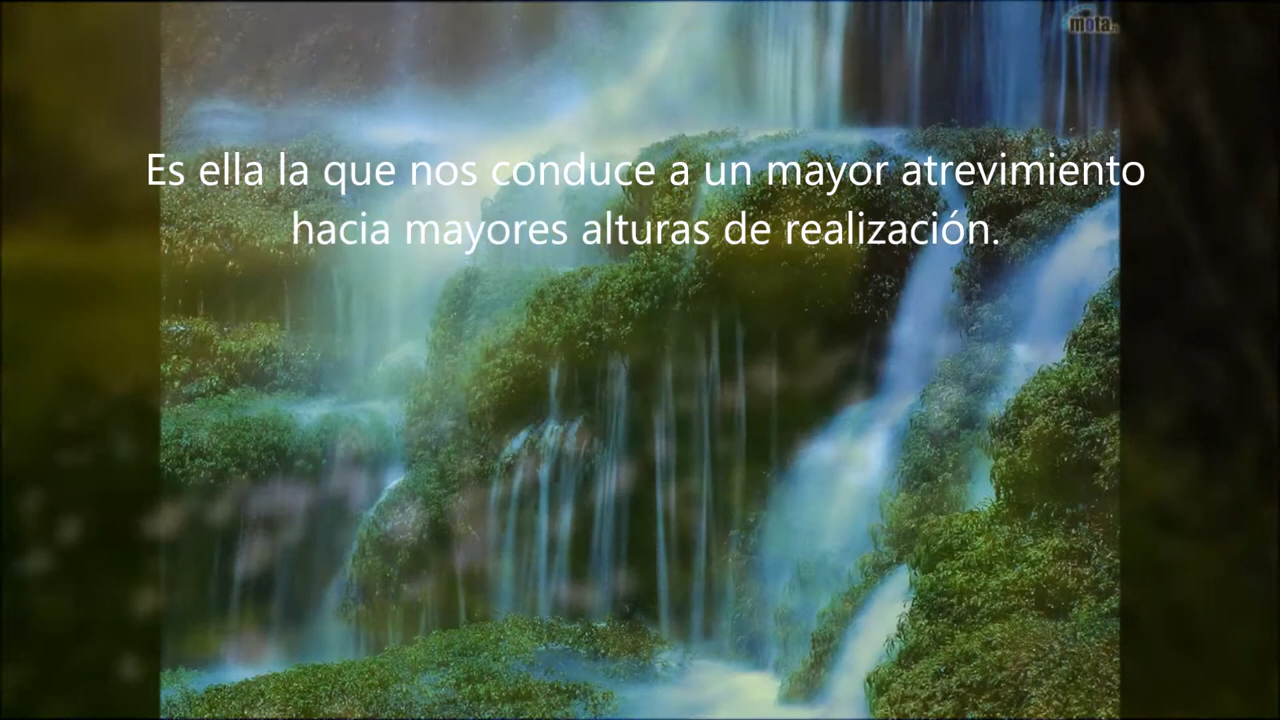 mota
Es ella la que nos conduce a un mayor atrevimiento
hacia mayores alturas de realización.